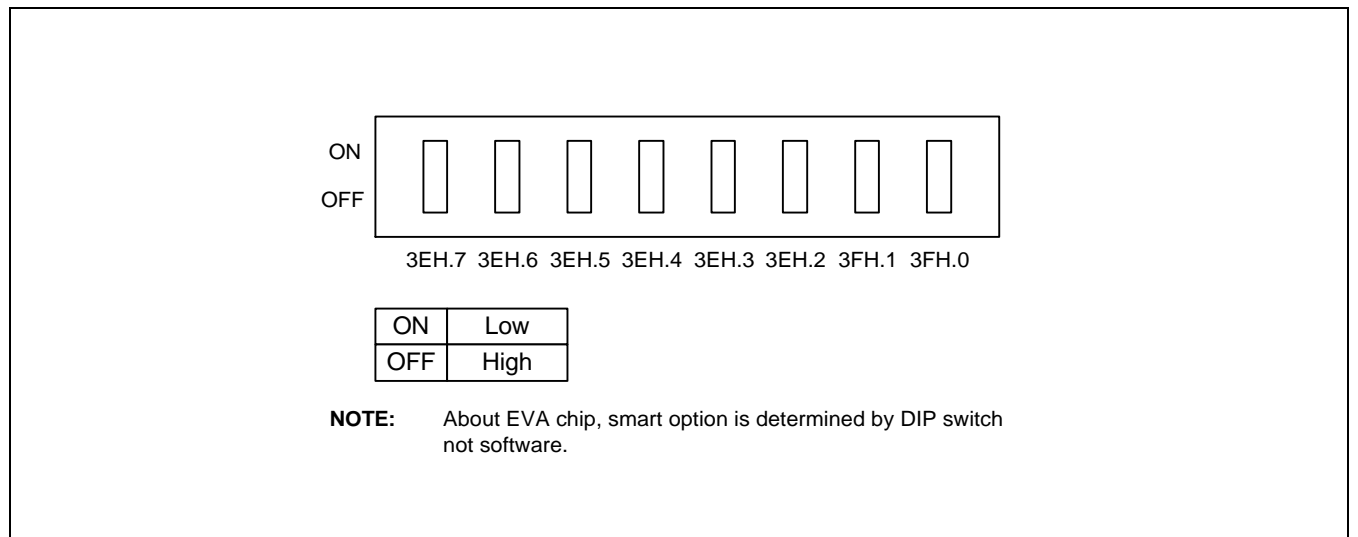 ON
OFF
3EH.7 3EH.6 3EH.5 3EH.4 3EH.3 3EH.2 3FH.1 3FH.0
ON Low
OFF High
NOTE: About EVA chip, smart option is determined by DIP switch
not software.